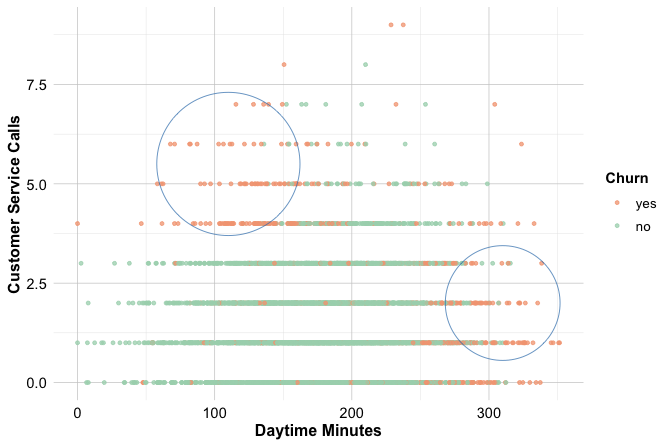 7.5
5.0
2.5
0.0
0
100
200
300
Daytime Minutes
Customer Service Calls
Churn
yes
no